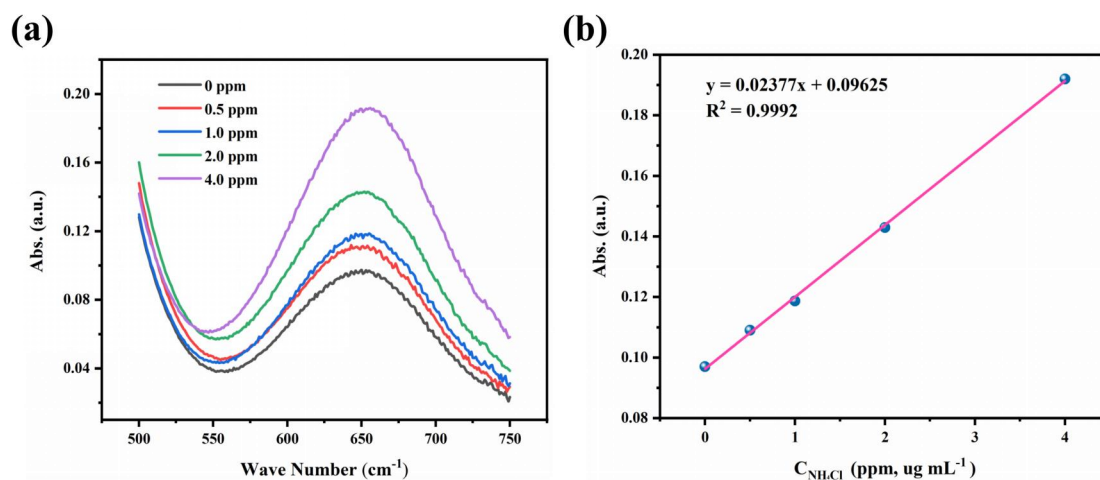 (a)
0 ppm
0.5 ppm
1.0 ppm
2.0 ppm
4.0 ppm
0.20
0.16
0.12
0.08
0.04
Abs. (a.u.)
500 550 600 650 700 750
Wave Number (cm⁻¹)
(b)
y = 0.02377x + 0.09625
R² = 0.9992
0.20
0.18
0.16
0.14
0.12
0.10
0.08
Abs. (a.u.)
0 1 2 3 4
C_NH₄Cl (ppm, ug mL⁻¹)